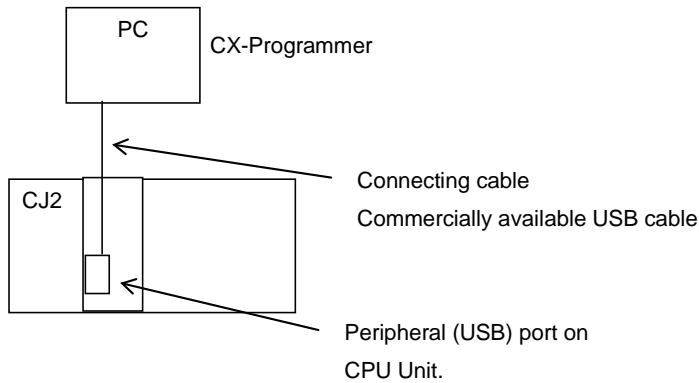 PC
CX-Programmer
Connecting cable
CJ2
Commercially available USB cable
Peripheral (USB) port on
CPU Unit.